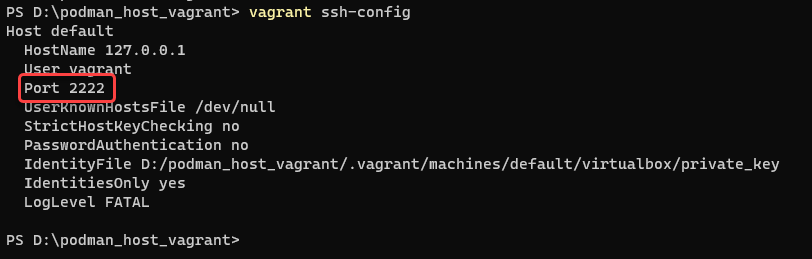 PS D:\podman_host_vagrant> vagrant ssh-config
Host default
  HostName 127.0.0.1
  User vagrant
  Port 2222
  UserKnownHostsFile /dev/null
  StrictHostKeyChecking no
  PasswordAuthentication no
  IdentityFile D:/podman_host_vagrant/.vagrant/machines/default/virtualbox/private_key
  IdentitiesOnly yes
  LogLevel FATAL
PS D:\podman_host_vagrant>